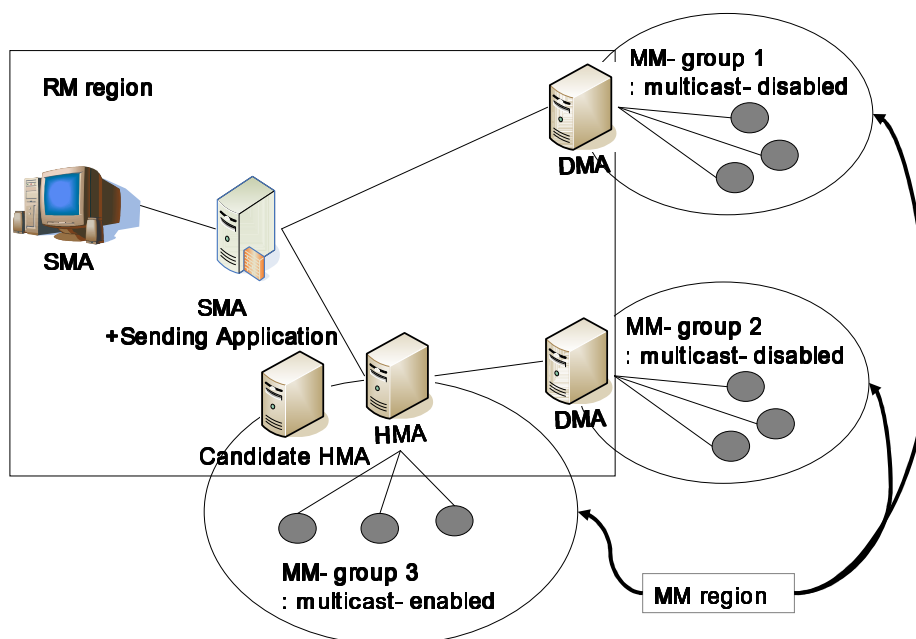 RM region
MM- group 1
: multicast- disabled
DMA
SMA
SMA
+Sending Application
MM- group 2
: multicast- disabled
DMA
HMA
Candidate HMA
MM- group 3
: multicast- enabled
MM region